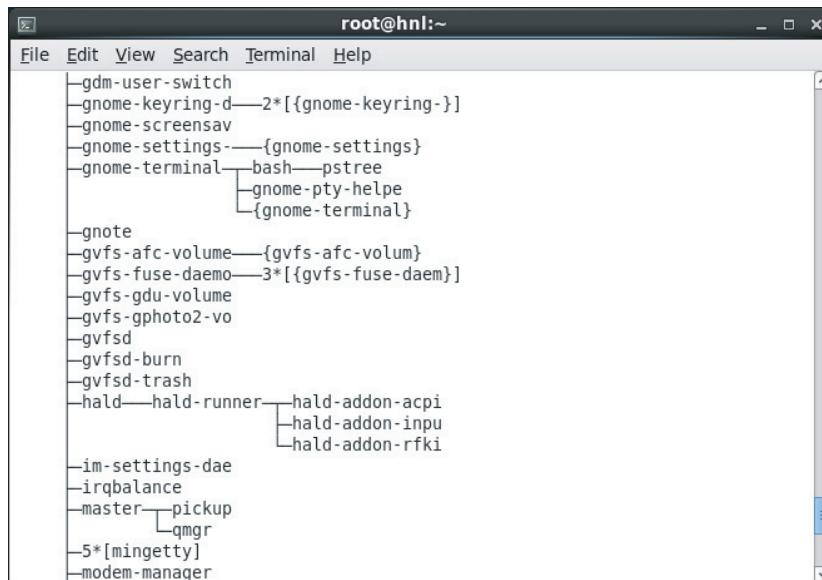 root@hnl:~
File Edit View Search Terminal Help
├─gdm-user-switch
├─gnome-keyring-d───2*[{gnome-keyring-}]
├─gnome-screensav
├─gnome-settings-───{gnome-settings}
├─gnome-terminal─┬─bash───pstree
│                ├─gnome-pty-helpe
│                └─{gnome-terminal}
├─gnote
├─gvfs-afc-volume───{gvfs-afc-volum}
├─gvfs-fuse-daemo───3*[{gvfs-fuse-daem}]
├─gvfs-gdu-volume
├─gvfs-gphoto2-vo
├─gvfsd
├─gvfsd-burn
├─gvfsd-trash
├─hald───hald-runner─┬─hald-addon-acpi
│                    ├─hald-addon-inpu
│                    └─hald-addon-rfki
├─im-settings-dae
├─irqbalance
├─master─┬─pickup
│        └─qmgr
├─5*[mingetty]
├─modem-manager